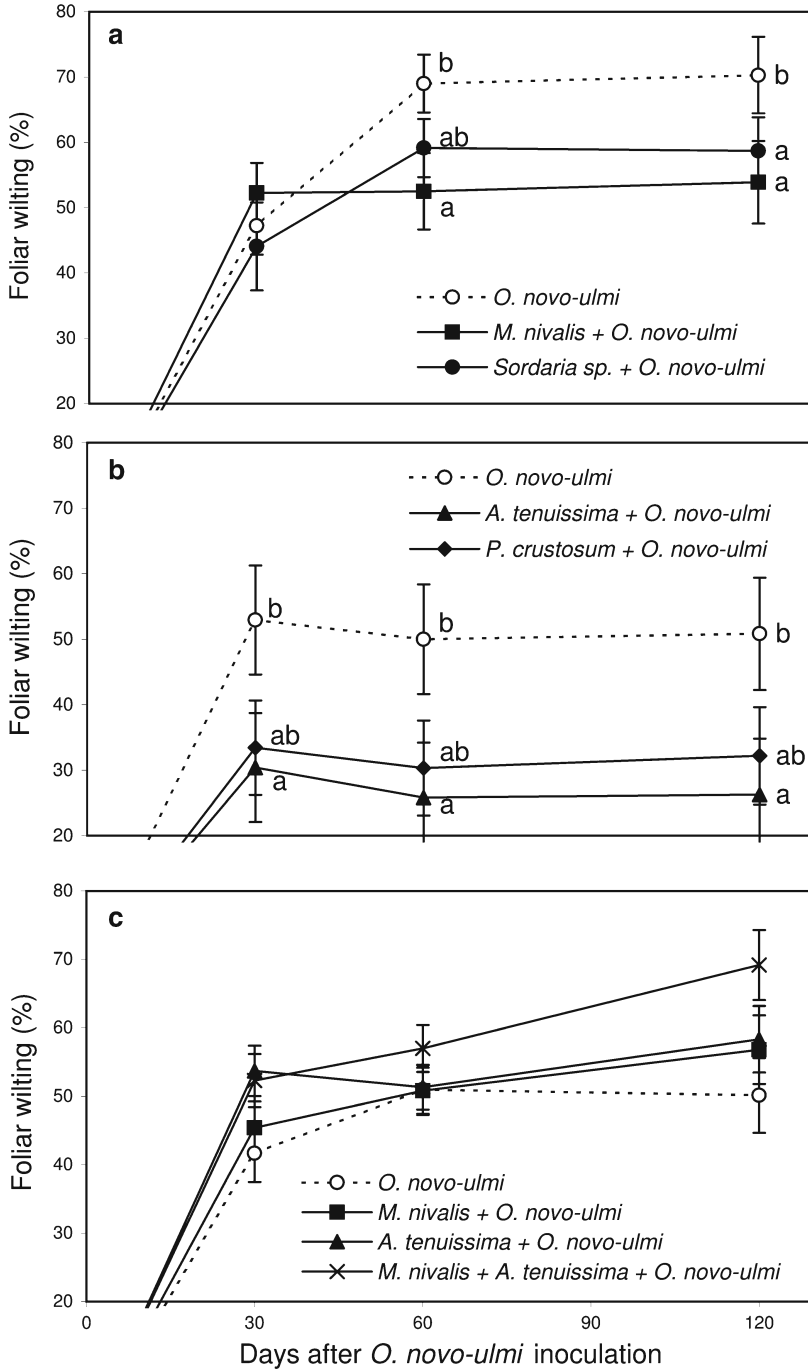 80
a
70
b
b
60
ab
a
a
50
a
40
30
20
Foliar wilting (%)
O. novo-ulmi
M. nivalis + O. novo-ulmi
Sordaria sp. + O. novo-ulmi
80
b
70
60
50
40
30
20
Foliar wilting (%)
O. novo-ulmi
A. tenuissima + O. novo-ulmi
P. crustosum + O. novo-ulmi
b
b
b
ab
ab
ab
a
a
a
80
c
70
60
50
40
30
20
Foliar wilting (%)
O. novo-ulmi
M. nivalis + O. novo-ulmi
A. tenuissima + O. novo-ulmi
M. nivalis + A. tenuissima + O. novo-ulmi
0 30 60 90 120
Days after O. novo-ulmi inoculation